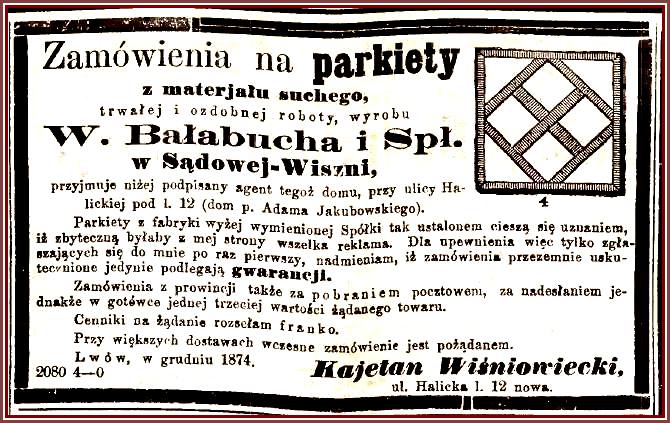 Zamówienia na parkiety
z materjału suchego,
trwałej i ozdobnej roboty, wyrobu
W. Bałabucha i Spł.
w Sądowej-Wiszni,
przyjmuje niżej podpisany agent tegoż domu, przy ulicy Ha-
lickiej pod l. 12 (dom p. Adama Jakubowskiego).
4
Parkiety z fabryki wyżej wymienionej Spółki tak ustalonem cieszą się uznaniem,
iż zbyteczną byłaby z mej strony wszelka reklama. Dla upewnienia więc tylko zgła-
szających się do mnie po raz pierwszy, nadmieniam, iż zamówienia przezemnie usku-
tecznione jedynie podlegają gwarancji.
Zamówienia z prowincji także za pobraniem pocztowem, za nadesłaniem je-
dnakże w gotówce jednej trzeciej wartości żądanego towaru.
Cenniki na żądanie rozsełam franko.
Przy większych dostawach wczesne zamówienie jest pożądanem.
Lwów, w grudniu 1874.
Kajetan Wiśniowiecki,
2080 4—0
ul. Halicka l. 12 nowa.